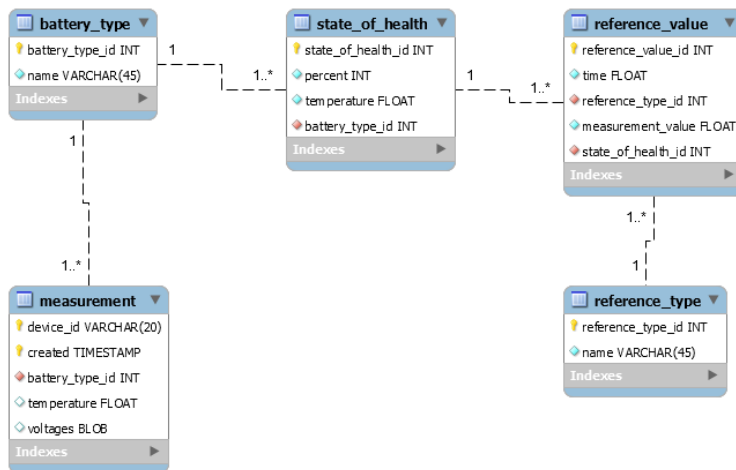 battery_type
battery_type_id INT
name VARCHAR(45)
Indexes
1
1..*
state_of_health
state_of_health_id INT
percent INT
temperature FLOAT
battery_type_id INT
Indexes
1
1..*
reference_value
reference_value_id INT
time FLOAT
reference_type_id INT
measurement_value FLOAT
state_of_health_id INT
Indexes
1
1..*
measurement
device_id VARCHAR(20)
created TIMESTAMP
battery_type_id INT
temperature FLOAT
voltages BLOB
Indexes
1..*
1
reference_type
reference_type_id INT
name VARCHAR(45)
Indexes